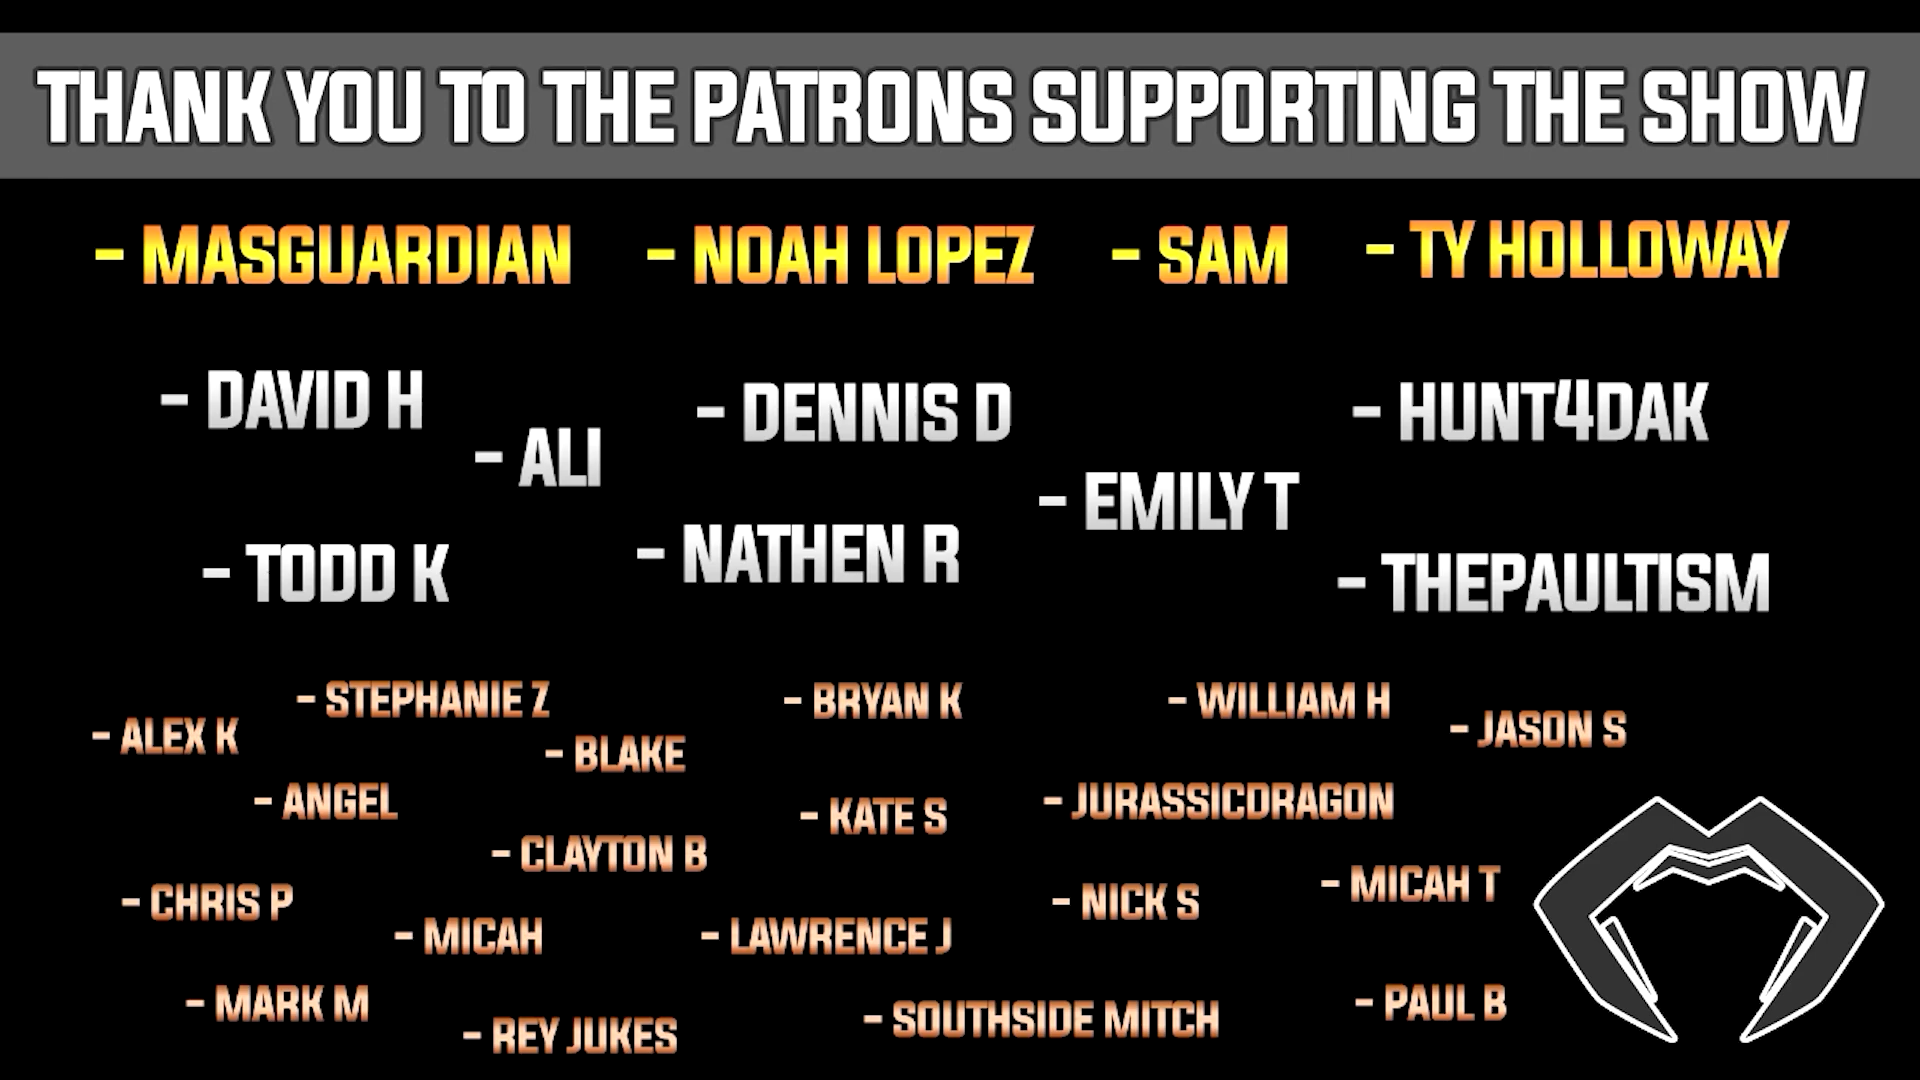 THANK YOU TO THE PATRONS SUPPORTING THE SHOW
- MASGUARDIAN - NOAH LOPEZ - SAM - TY HOLLOWAY
- DAVID H - DENNIS D - HUNT4DAK
- ALI - EMILY T
- TODD K - NATHEN R - THEPAULTISM
- STEPHANIE Z - BRYAN K - WILLIAM H
- ALEX K - BLAKE - JASON S
- ANGEL - KATE S - JURASSICDRAGON
- CLAYTON B - MICAH T
- CHRIS P - NICK S
- MICAH - LAWRENCE J
- MARK M - PAUL B
- REY JUKES - SOUTHSIDE MITCH